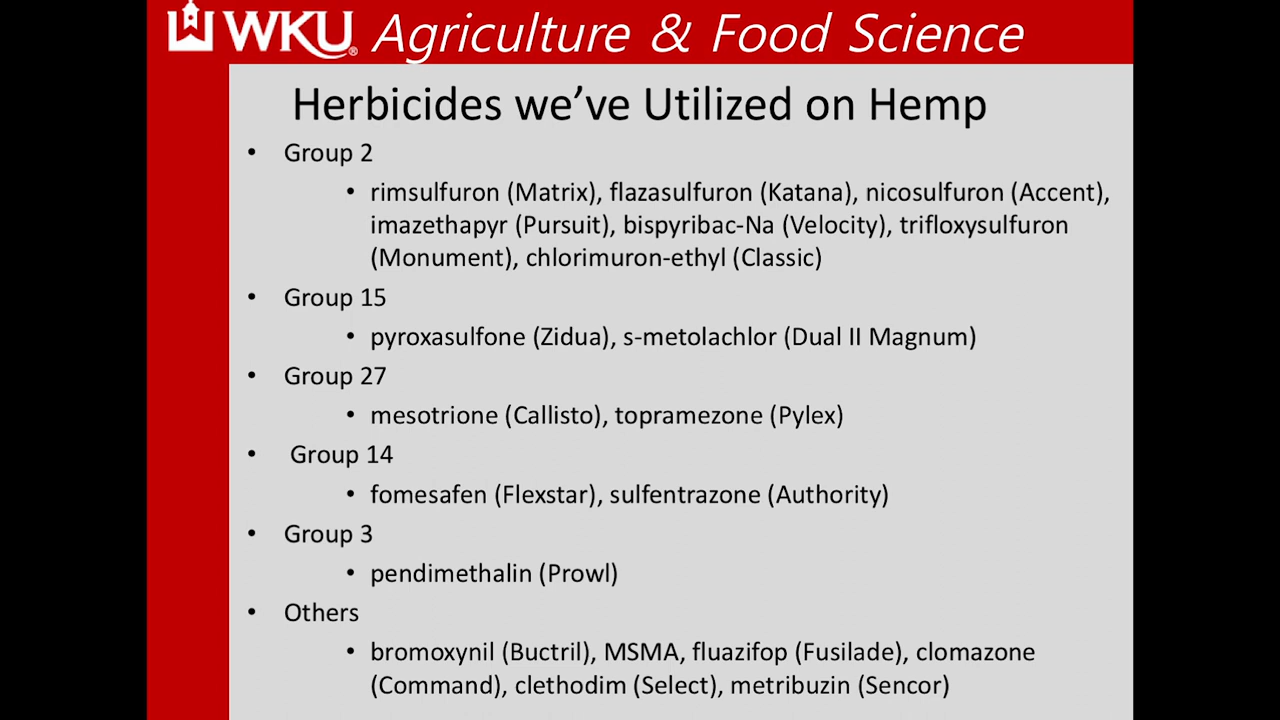 WKU® Agriculture & Food Science
Herbicides we’ve Utilized on Hemp
• Group 2
• rimsulfuron (Matrix), flazasulfuron (Katana), nicosulfuron (Accent),
imazethapyr (Pursuit), bispyribac-Na (Velocity), trifloxysulfuron
(Monument), chlorimuron-ethyl (Classic)
• Group 15
• pyroxasulfone (Zidua), s-metolachlor (Dual II Magnum)
• Group 27
• mesotrione (Callisto), topramezone (Pylex)
• Group 14
• fomesafen (Flexstar), sulfentrazone (Authority)
• Group 3
• pendimethalin (Prowl)
• Others
• bromoxynil (Buctril), MSMA, fluazifop (Fusilade), clomazone
(Command), clethodim (Select), metribuzin (Sencor)